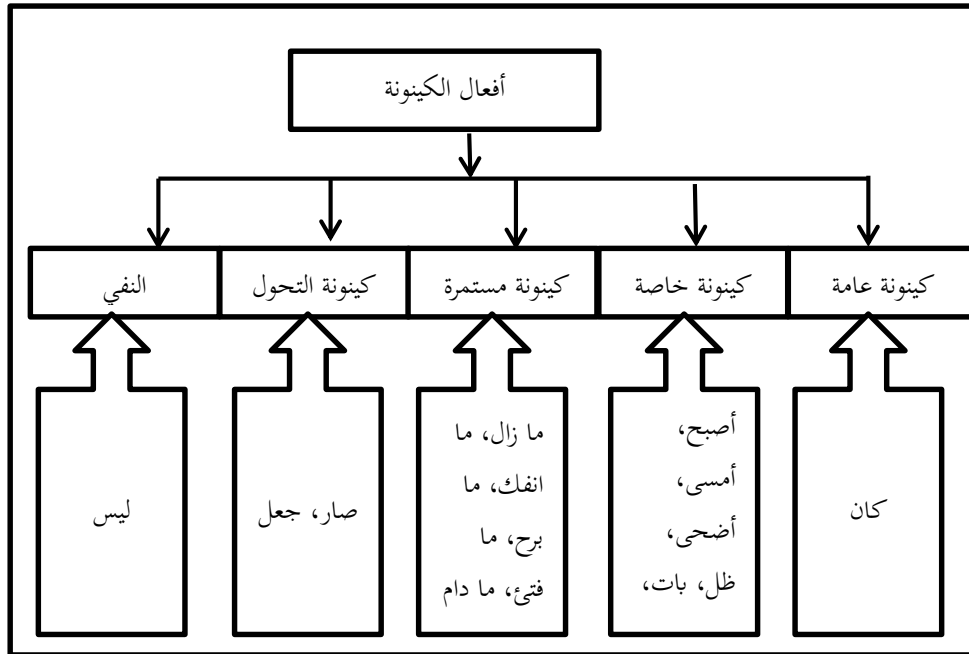 أفعال الكينونة
كينونة عامة
كينونة خاصة
كينونة مستمرة
كينونة التحول
النفي
كان
أصبح،
أمسى،
أضحى،
ظل، بات،
ما زال، ما
انفك، ما
برح، ما
فتئ، ما دام
صار، جعل
ليس